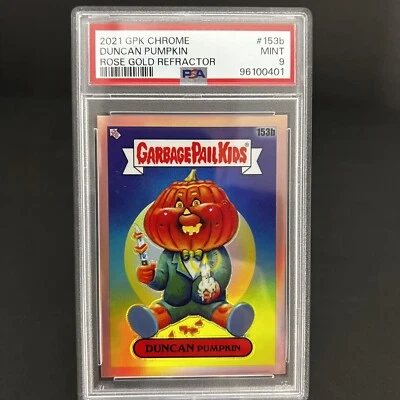 2021 GPK CHROME #153b
DUNCAN PUMPKIN MINT
ROSE GOLD REFRACTOR 9
PSA 96100401
153b
GARBAGE PAIL KIDS
DUNCAN PUMPKIN